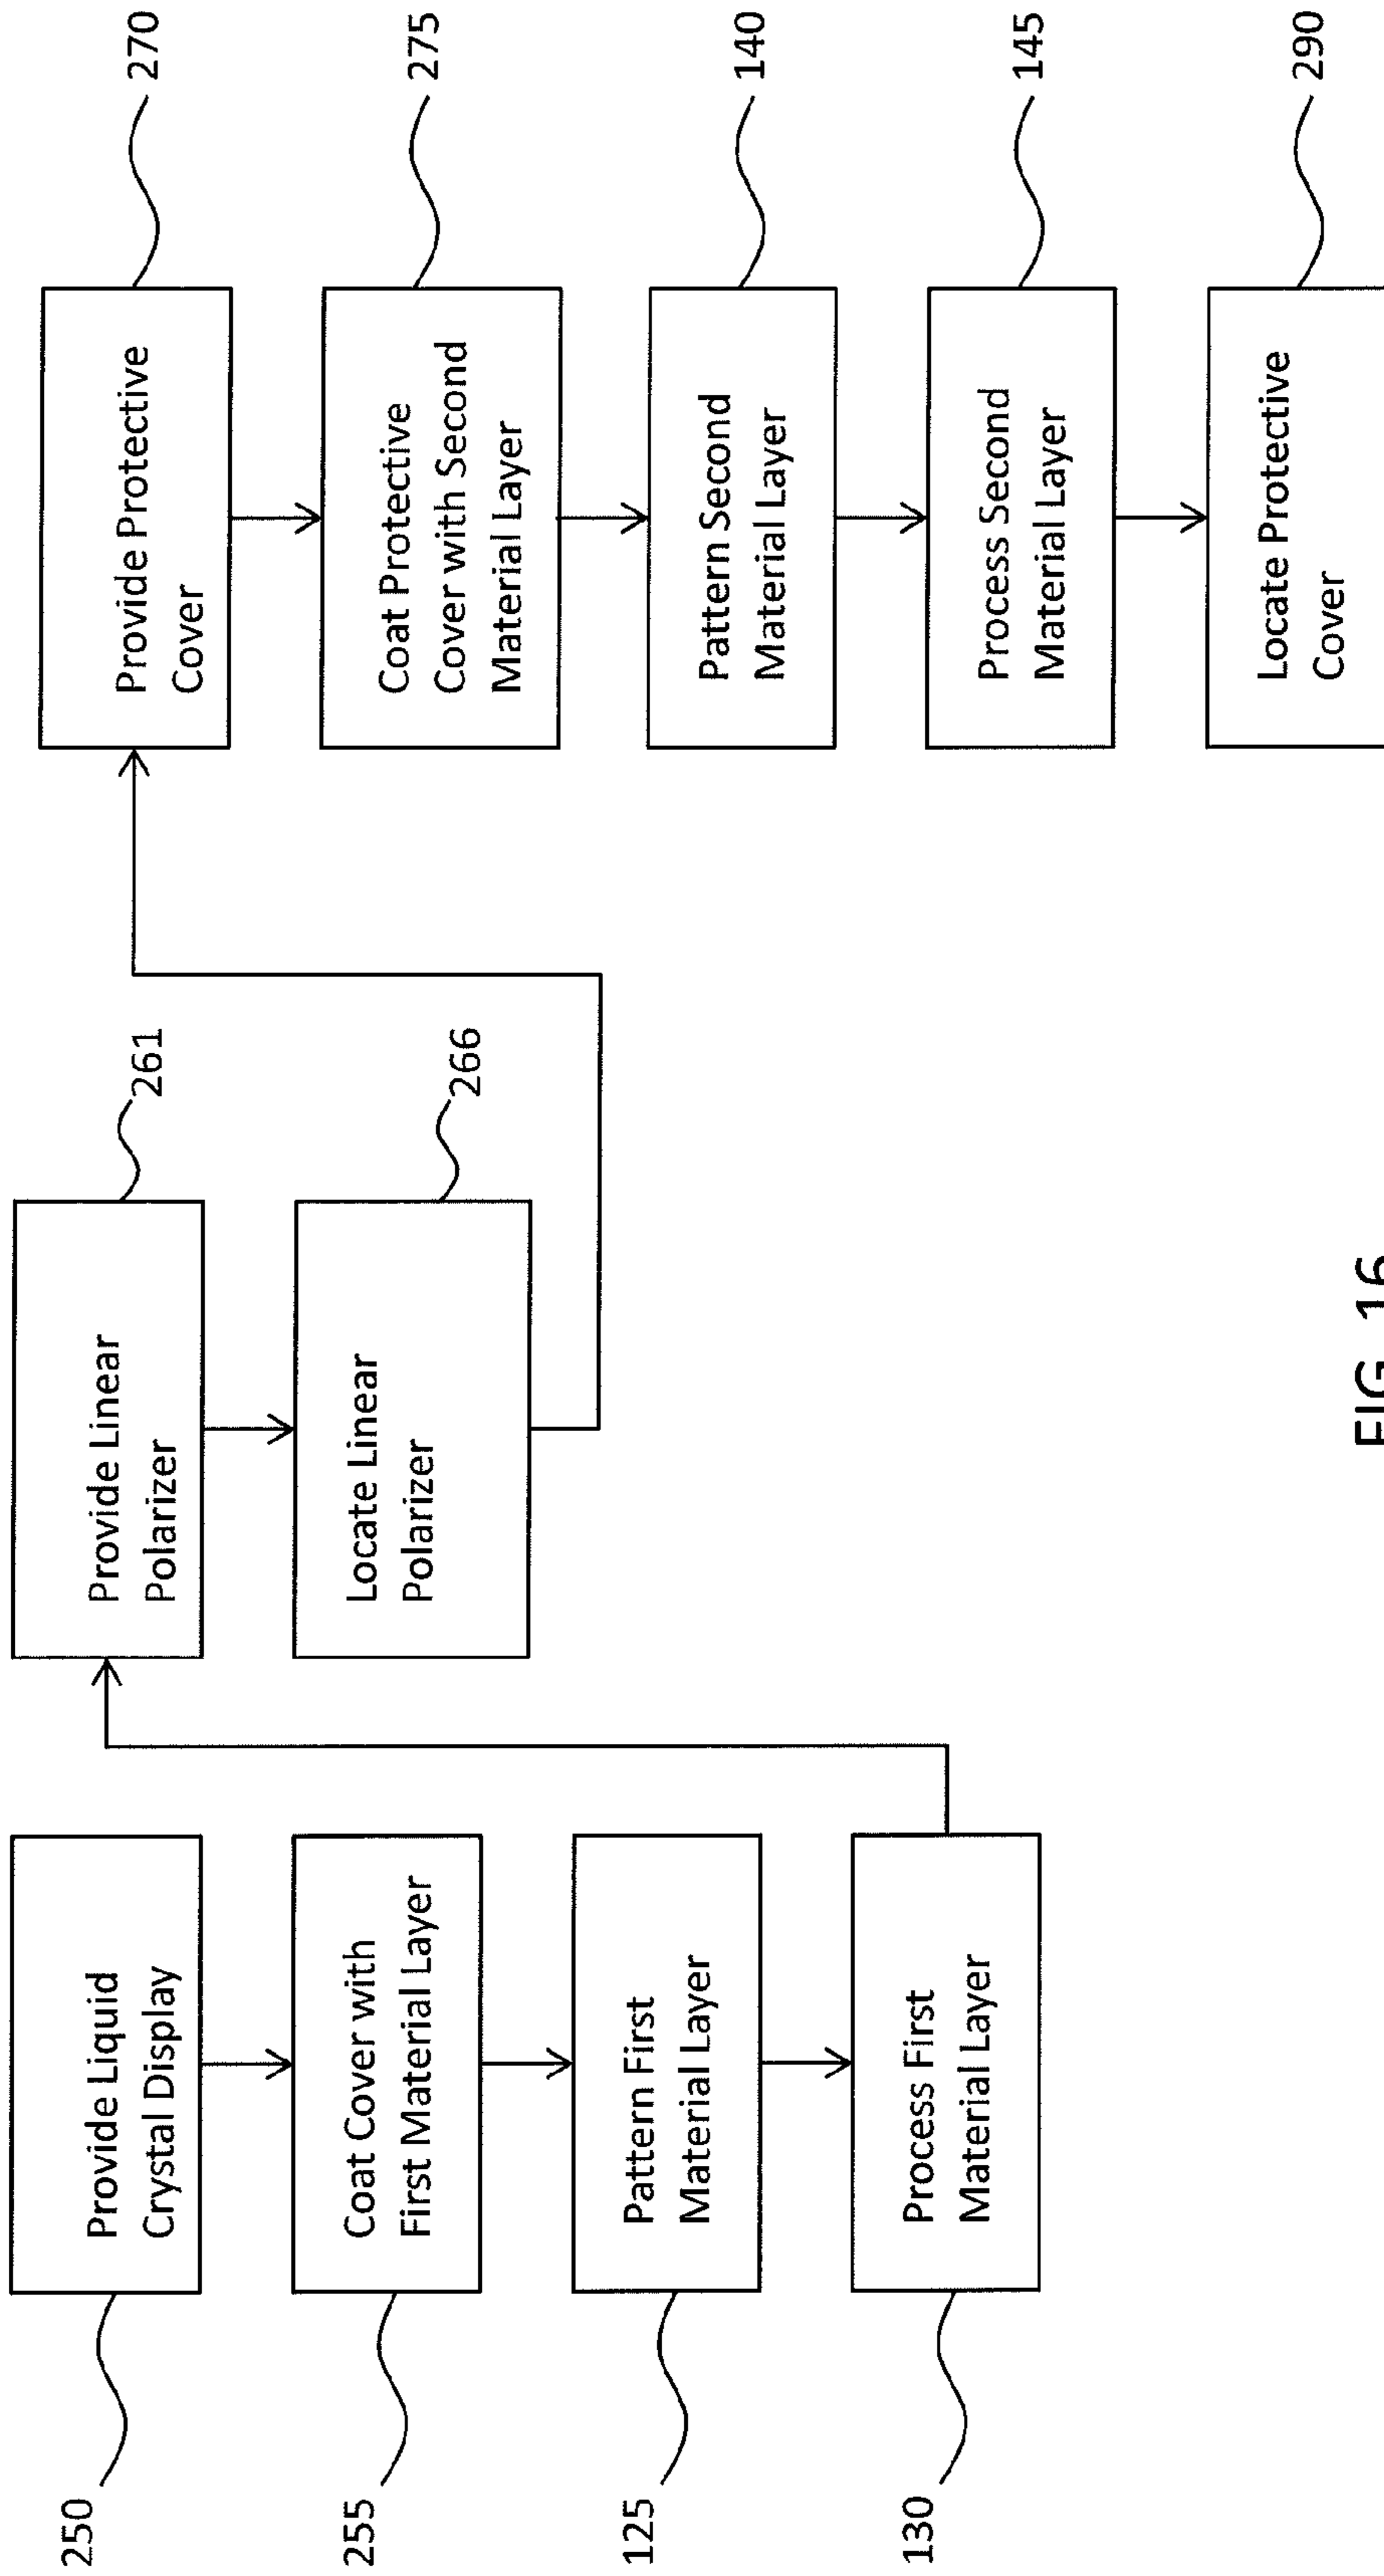 250
Provide Liquid
Crystal Display
255
Coat Cover with
First Material Layer
125
Pattern First
Material Layer
130
Process First
Material Layer
Provide Linear
Polarizer
261
Locate Linear
Polarizer
266
Provide Protective
Cover
270
Coat Protective
Cover with Second
Material Layer
275
Pattern Second
Material Layer
140
Process Second
Material Layer
145
Locate Protective
Cover
290
FIG. 16